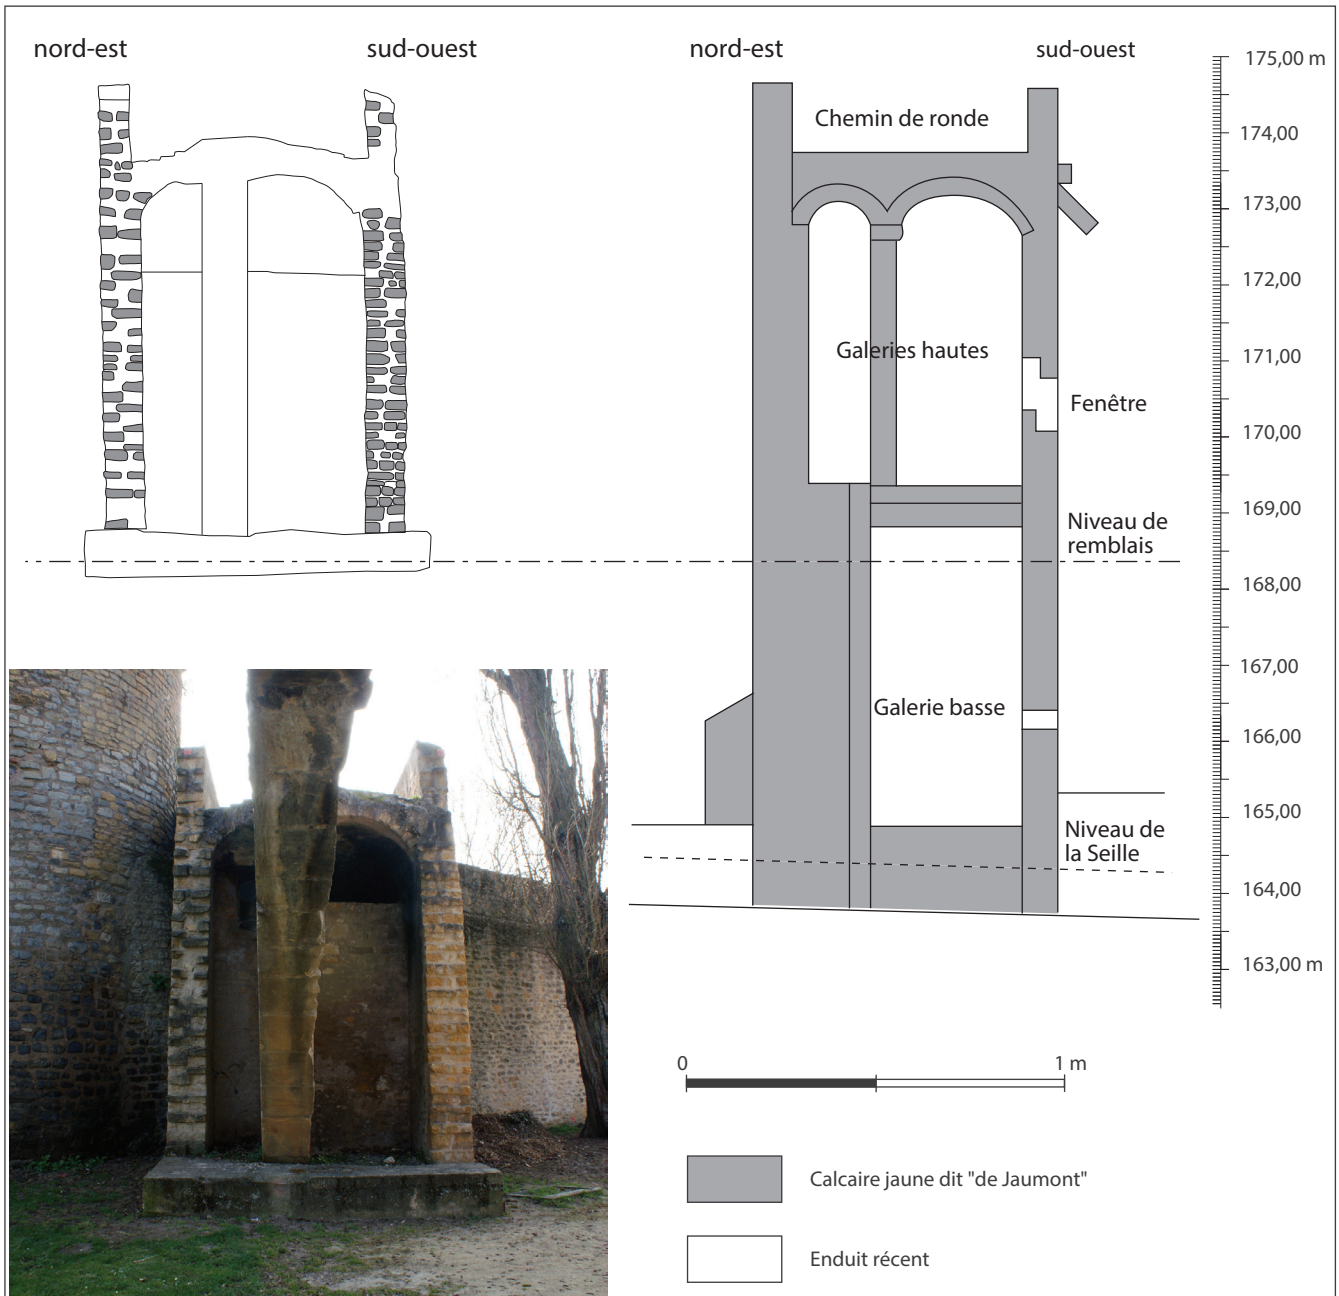 nord-est
sud-ouest
nord-est
sud-ouest
175,00 m
Chemin de ronde
174,00
173,00
172,00
Galeries hautes
171,00
Fenêtre
170,00
169,00
Niveau de
remblais
168,00
167,00
Galerie basse
166,00
165,00
Niveau de
la Seille
164,00
163,00 m
0
1 m
Calcaire jaune dit "de Jaumont"
Enduit récent